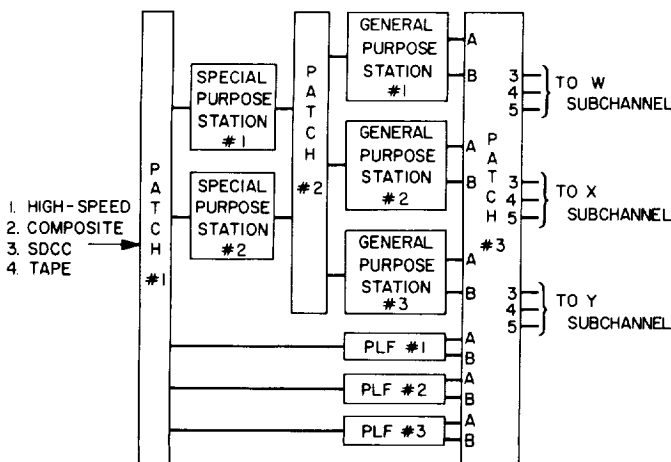 1. HIGH-SPEED
2. COMPOSITE
3. SDCC
4. TAPE
PATCH #1
SPECIAL
PURPOSE
STATION
#1
SPECIAL
PURPOSE
STATION
#2
PATCH #2
GENERAL
PURPOSE
STATION
#1
GENERAL
PURPOSE
STATION
#2
GENERAL
PURPOSE
STATION
#3
PLF #1
PLF #2
PLF #3
A
B
A
B
A
B
A
B
A
B
A
B
PATCH #3
3
4
5
TO W
SUBCHANNEL
3
4
5
TO X
SUBCHANNEL
3
4
5
TO Y
SUBCHANNEL